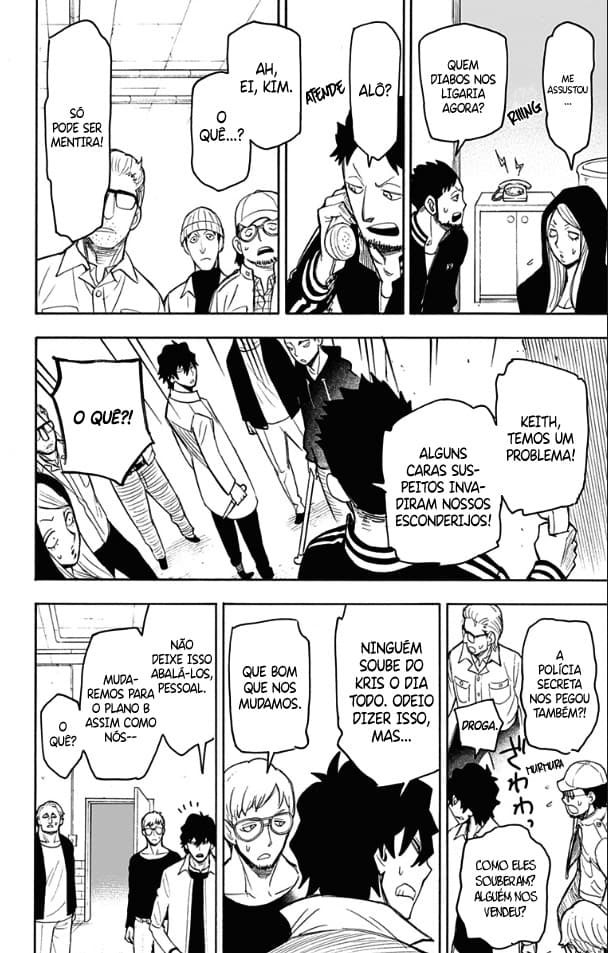 ME
ASSUSTOU
...
RIIING
QUEM
DIABOS NOS
LIGARIA
AGORA?
ALÔ?
ATENDE
AH,
EI, KIM.
O
QUÊ...?
SÓ
PODE SER
MENTIRA!
KEITH,
TEMOS UM
PROBLEMA!
ALGUNS
CARAS SUS-
PEITOS INVA-
DIRAM NOSSOS
ESCONDERIJOS!
O QUÊ?!
A
POLÍCIA
SECRETA
NOS PEGOU
TAMBÉM?!
DROGA.
ざわっ
MURMURA
COMO ELES
SOUBERAM?
ALGUÉM NOS
VENDEU?
NINGUÉM
SOUBE DO
KRIS O DIA
TODO. ODEIO
DIZER ISSO,
MAS...
QUE BOM
QUE NOS
MUDAMOS.
NÃO
DEIXE ISSO
ABALÁ-LOS,
PESSOAL.
MUDA-
REMOS PARA
O PLANO B
ASSIM COMO
NÓS--
O
QUÊ?